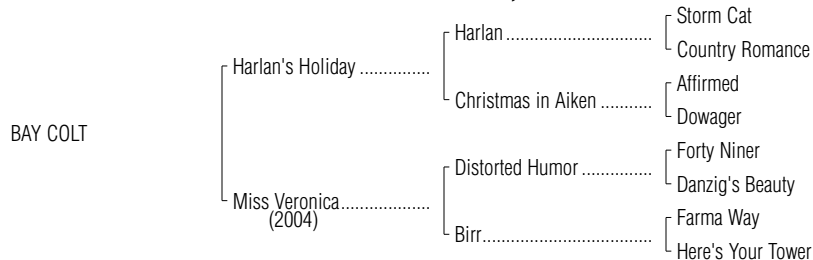 Storm Cat
Harlan..............................
Country Romance
Harlan's Holiday ...............
Affirmed
Christmas in Aiken ...........
Dowager
BAY COLT
Forty Niner
Distorted Humor ...............
Danzig's Beauty
Miss Veronica...................
(2004)
Farma Way
Birr...................................
Here's Your Tower